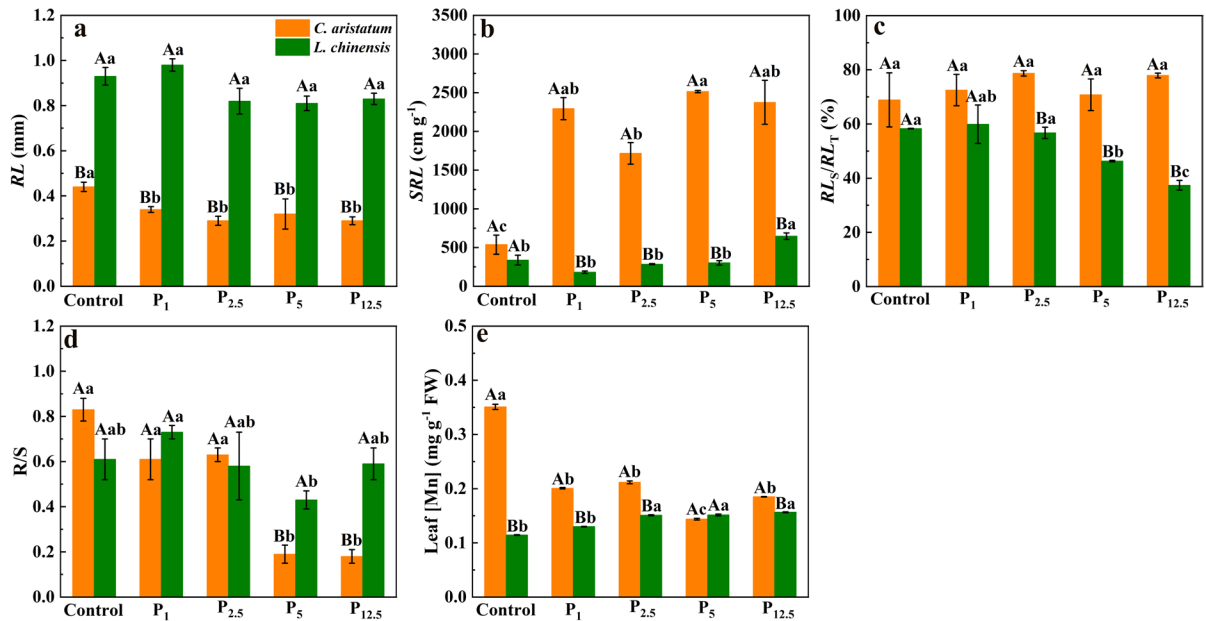 a
C. aristatum
L. chinensis
RL (mm)
1.2
1.0
0.8
0.6
0.4
0.2
0.0
Ba Aa Bb Aa Bb Aa Bb Aa Bb Aa
Control P1 P2.5 P5 P12.5
b
SRL (cm g-1)
3500
3000
2500
2000
1500
1000
500
0
Ac Ab Aab Bb Ab Bb Aa Bb Aab Ba
Control P1 P2.5 P5 P12.5
c
RLS/RLT (%)
100
80
60
40
20
0
Aa Aa Aa Aab Aa Ba Aa Bb Aa Bc
Control P1 P2.5 P5 P12.5
d
R/S
1.2
1.0
0.8
0.6
0.4
0.2
0.0
Aa Aab Aa Aa Aa Aab Bb Ab Bb Aab
Control P1 P2.5 P5 P12.5
e
Leaf [Mn] (mg g-1 FW)
0.5
0.4
0.3
0.2
0.1
0.0
Aa Bb Ab Bb Ab Ba Ac Aa Ab Ba
Control P1 P2.5 P5 P12.5